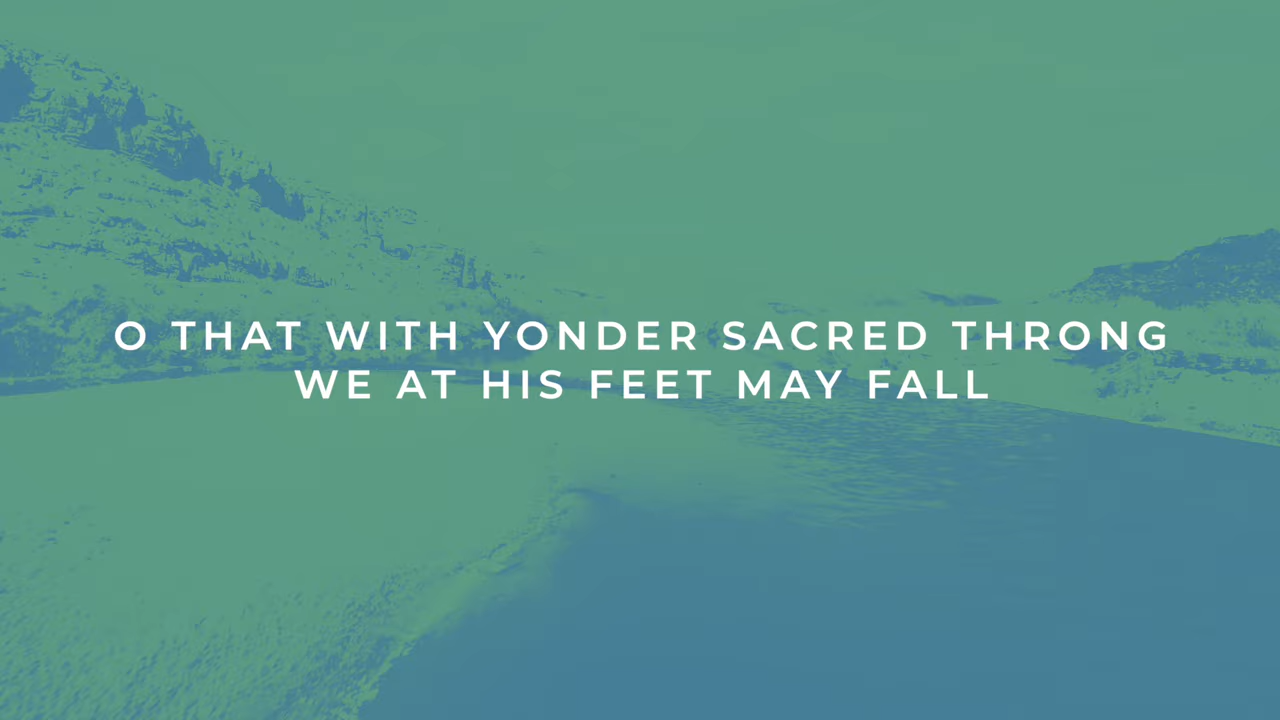 O THAT WITH YONDER SACRED THRONG
WE AT HIS FEET MAY FALL